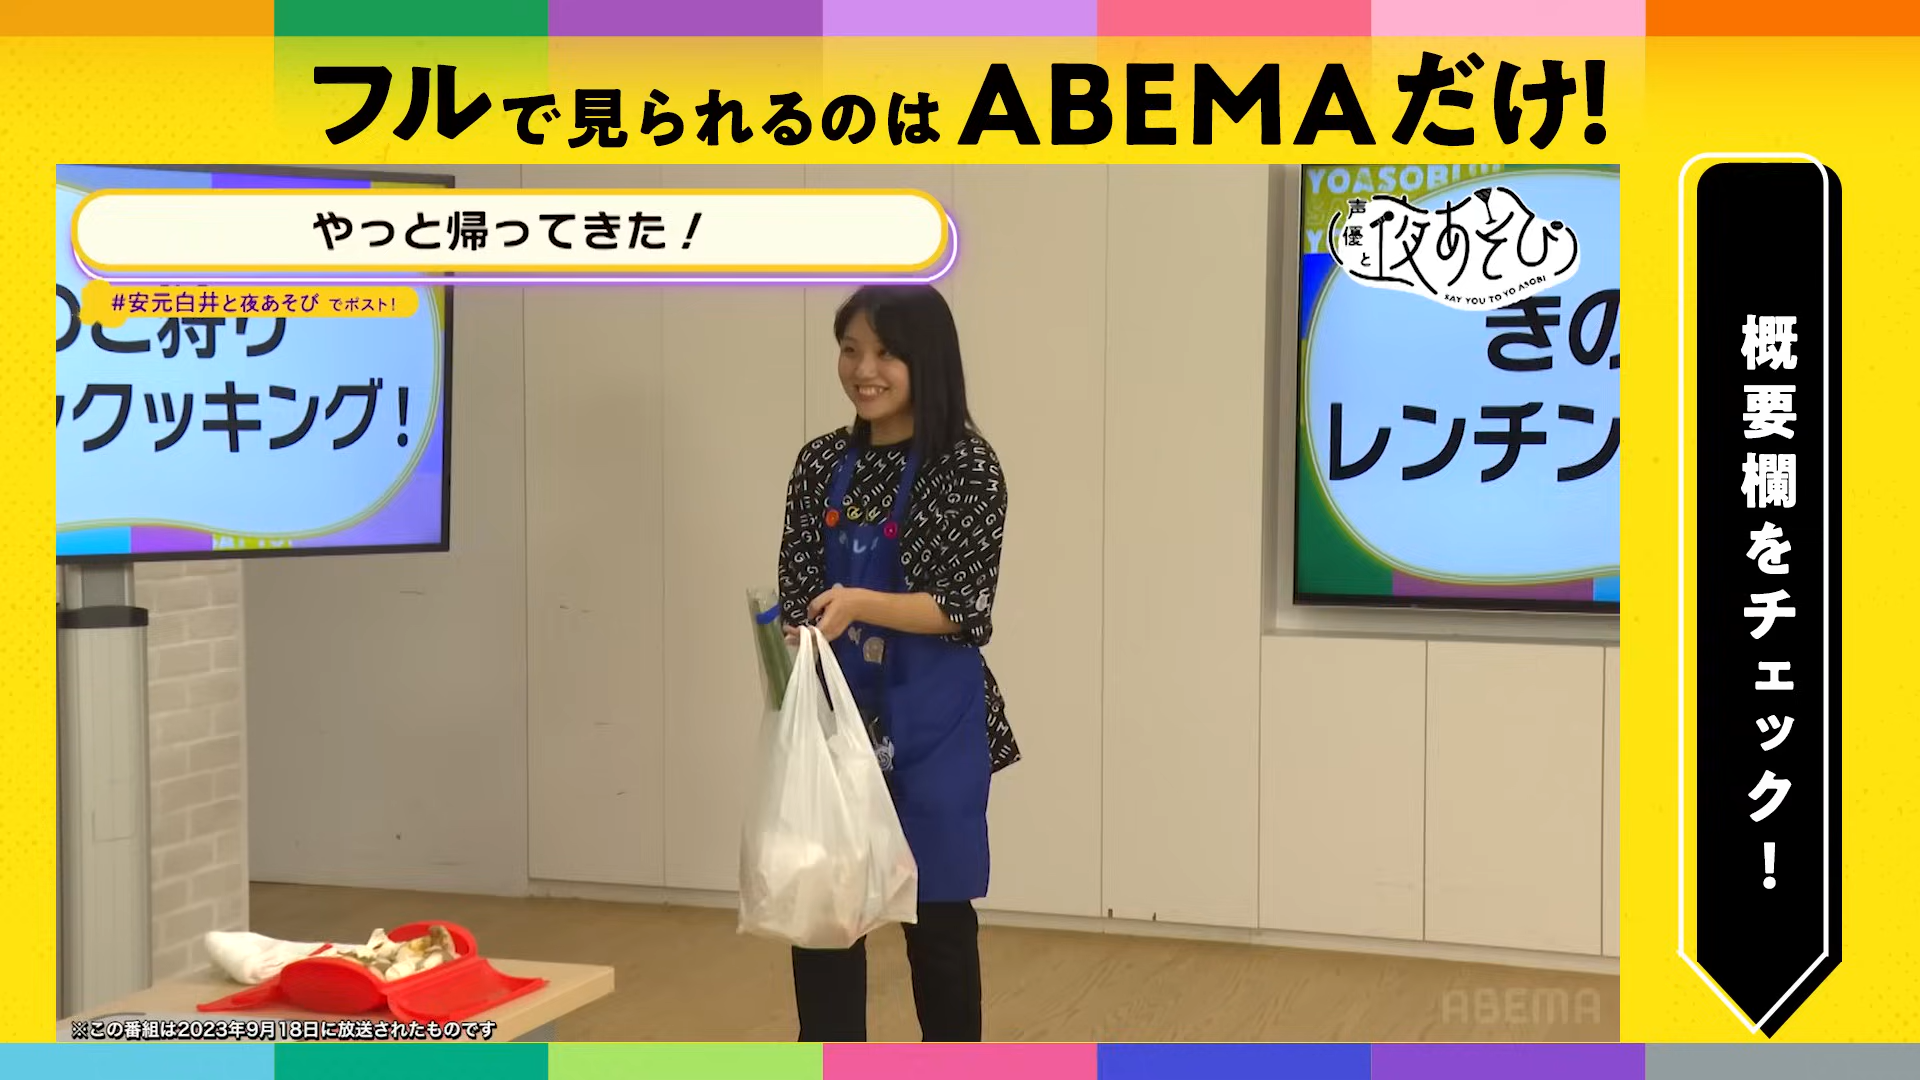 フルで見られるのはABEMAだけ!
やっと帰ってきた！
#安元白井と夜あそび でポスト!
のこ狩り
ンクッキング!
YOASOBI
声優と夜あそび
SAY YOU TO YO ASOBI
きの
レンチン
概要欄をチェック!
ABEMA
※この番組は2023年9月18日に放送されたものです